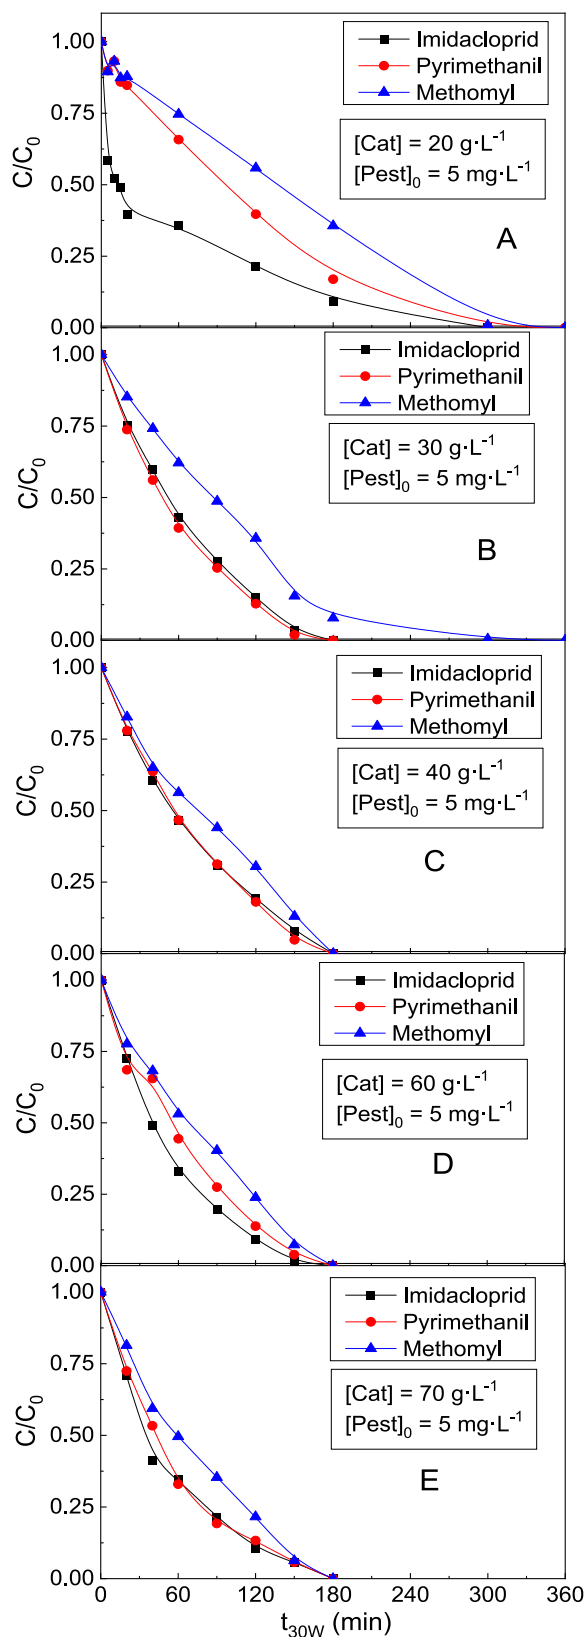 1.00
0.75
0.50
0.25
0.00
C/C₀
Imidacloprid
Pyrimethanil
Methomyl
[Cat] = 20 g·L⁻¹
[Pest]₀ = 5 mg·L⁻¹
A
1.00
0.75
0.50
0.25
0.00
C/C₀
Imidacloprid
Pyrimethanil
Methomyl
[Cat] = 30 g·L⁻¹
[Pest]₀ = 5 mg·L⁻¹
B
1.00
0.75
0.50
0.25
0.00
C/C₀
Imidacloprid
Pyrimethanil
Methomyl
[Cat] = 40 g·L⁻¹
[Pest]₀ = 5 mg·L⁻¹
C
1.00
0.75
0.50
0.25
0.00
C/C₀
Imidacloprid
Pyrimethanil
Methomyl
[Cat] = 60 g·L⁻¹
[Pest]₀ = 5 mg·L⁻¹
D
1.00
0.75
0.50
0.25
0.00
C/C₀
Imidacloprid
Pyrimethanil
Methomyl
[Cat] = 70 g·L⁻¹
[Pest]₀ = 5 mg·L⁻¹
E
0 60 120 180 240 300 360
t₃₀W (min)